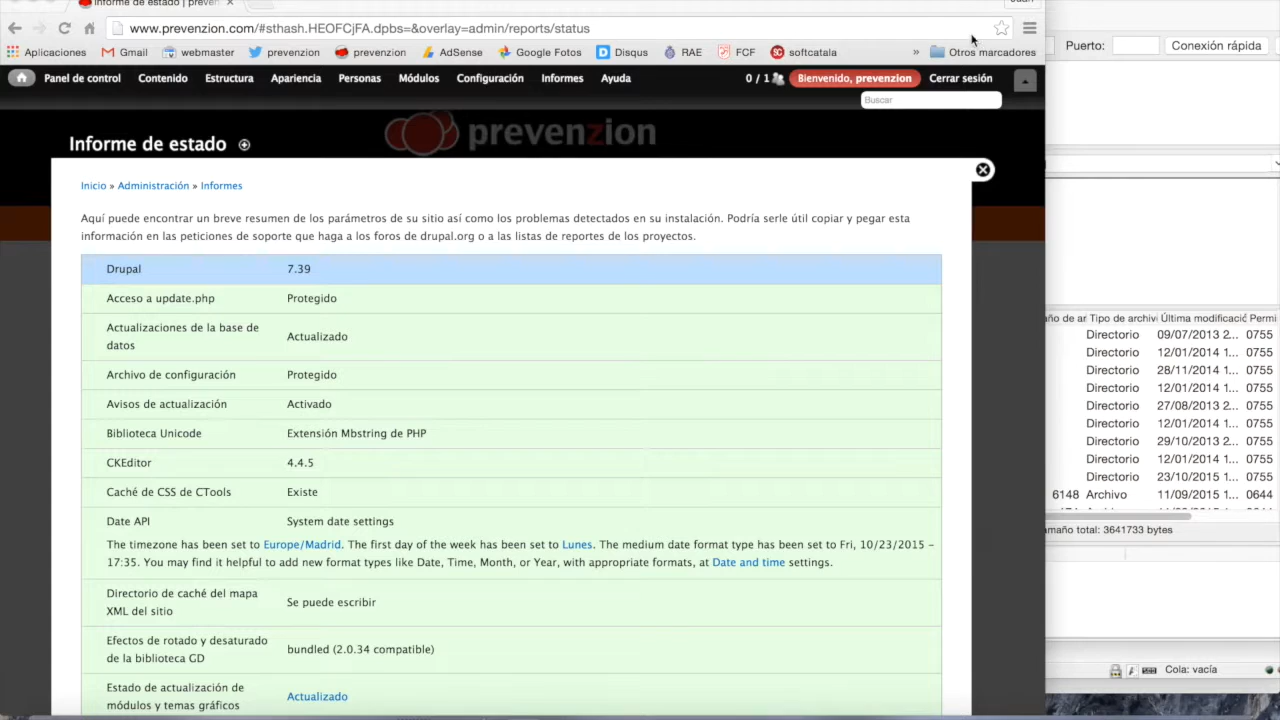 Informe de estado | preven
Juan
www.prevenzion.com/#sthash.HEOFCjFA.dpbs=&overlay=admin/reports/status
Puerto:
Conexión rápida
Aplicaciones
Gmail
webmaster
prevenzion
prevenzion
AdSense
Google Fotos
Disqus
RAE
FCF
softcatala
»
Otros marcadores
Panel de control
Contenido
Estructura
Apariencia
Personas
Módulos
Configuración
Informes
Ayuda
0 / 1
Bienvenido, prevenzion
Cerrar sesión
Buscar
prevenzion
Informe de estado
Inicio » Administración » Informes
Aquí puede encontrar un breve resumen de los parámetros de su sitio así como los problemas detectados en su instalación. Podría serle útil copiar y pegar esta
información en las peticiones de soporte que haga a los foros de drupal.org o a las listas de reportes de los proyectos.
Drupal 7.39
Acceso a update.php Protegido
Actualizaciones de la base de
datos
Actualizado
Archivo de configuración Protegido
Avisos de actualización Activado
Biblioteca Unicode Extensión Mbstring de PHP
CKEditor 4.4.5
Caché de CSS de CTools Existe
Date API System date settings
The timezone has been set to Europe/Madrid. The first day of the week has been set to Lunes. The medium date format type has been set to Fri, 10/23/2015 -
17:35. You may find it helpful to add new format types like Date, Time, Month, or Year, with appropriate formats, at Date and time settings.
Directorio de caché del mapa
XML del sitio
Se puede escribir
Efectos de rotado y desaturado
de la biblioteca GD
bundled (2.0.34 compatible)
Estado de actualización de
módulos y temas gráficos
Actualizado
ño de ar Tipo de archivo Última modificació Permi
Directorio 09/07/2013 2... 0755
Directorio 12/01/2014 1... 0755
Directorio 28/11/2014 1... 0755
Directorio 12/01/2014 1... 0755
Directorio 27/08/2013 2... 0755
Directorio 12/01/2014 1... 0755
Directorio 29/10/2013 2... 0755
Directorio 12/01/2014 1... 0755
Directorio 23/10/2015 1... 0755
6148 Archivo 11/09/2015 1... 0644
amaño total: 3641733 bytes
Cola: vacía